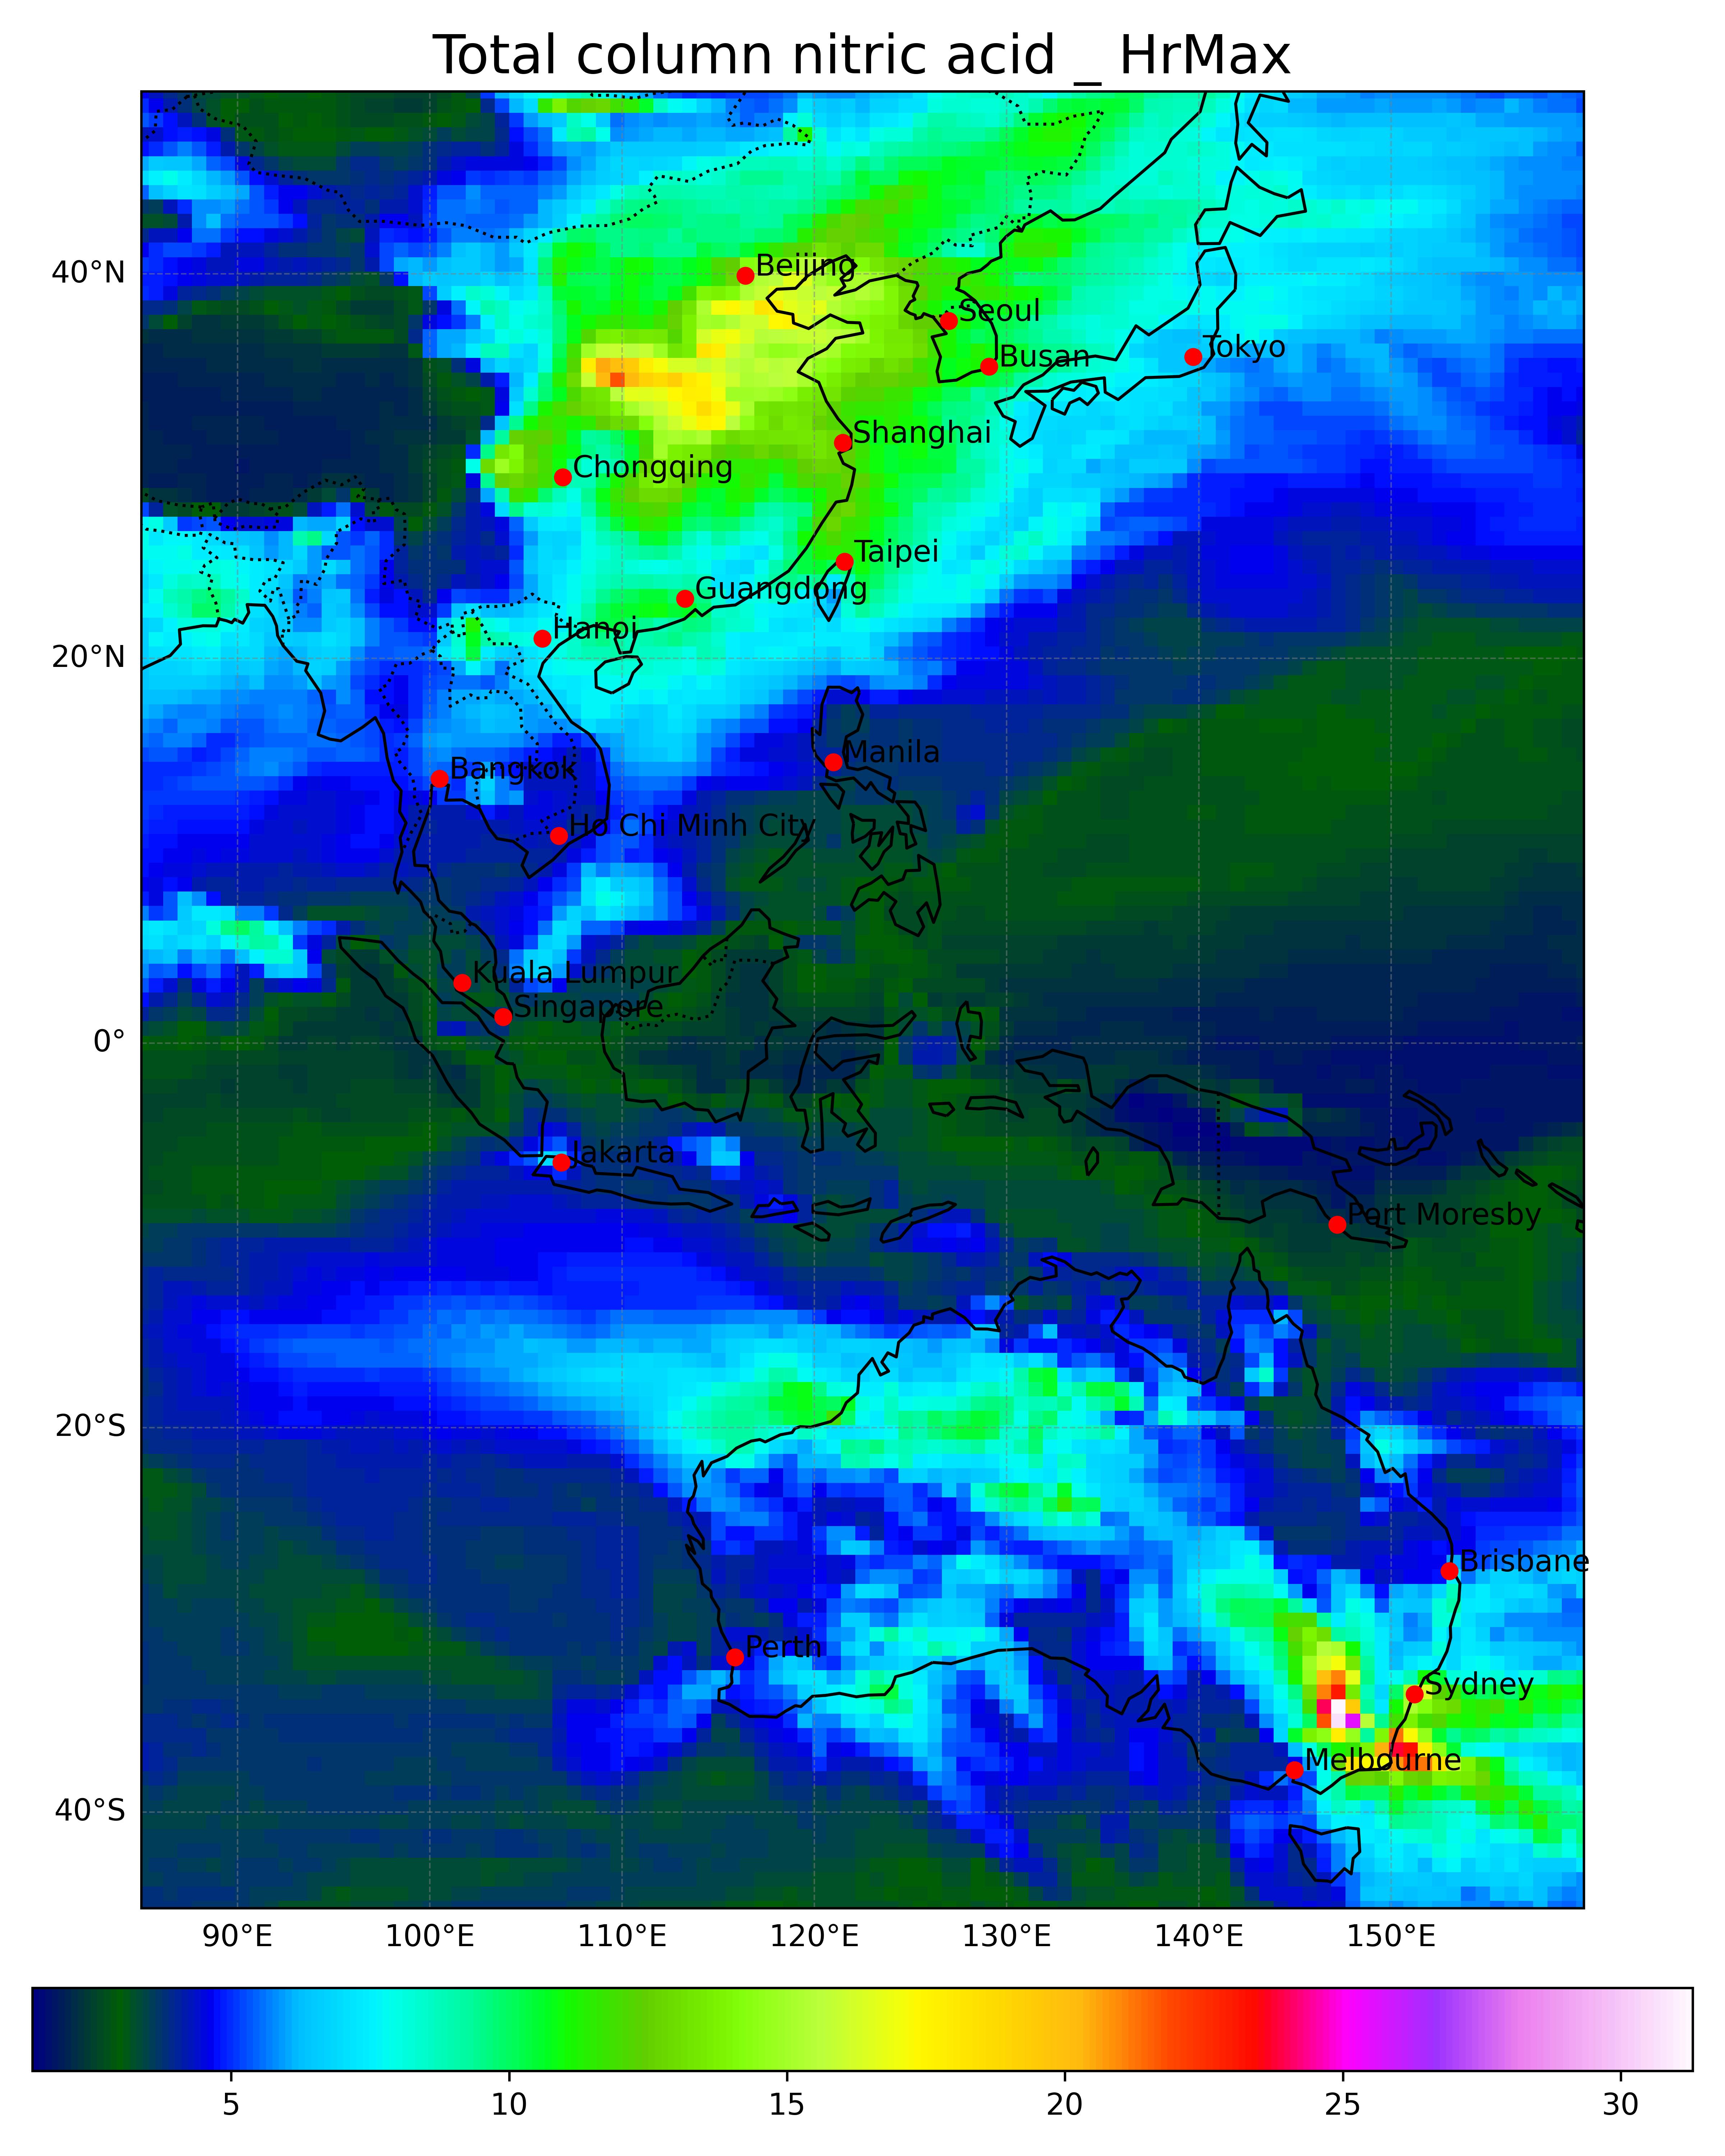 Total column nitric acid _ HrMax
40°N
Beijing
Seoul
Busan
Tokyo
Shanghai
Chongqing
Taipei
Guangdong
Hanoi
20°N
Manila
Bangkok
Ho Chi Minh City
Kuala Lumpur
Singapore
0°
Jakarta
Port Moresby
20°S
Brisbane
Perth
Sydney
Melbourne
40°S
90°E 100°E 110°E 120°E 130°E 140°E 150°E
5 10 15 20 25 30